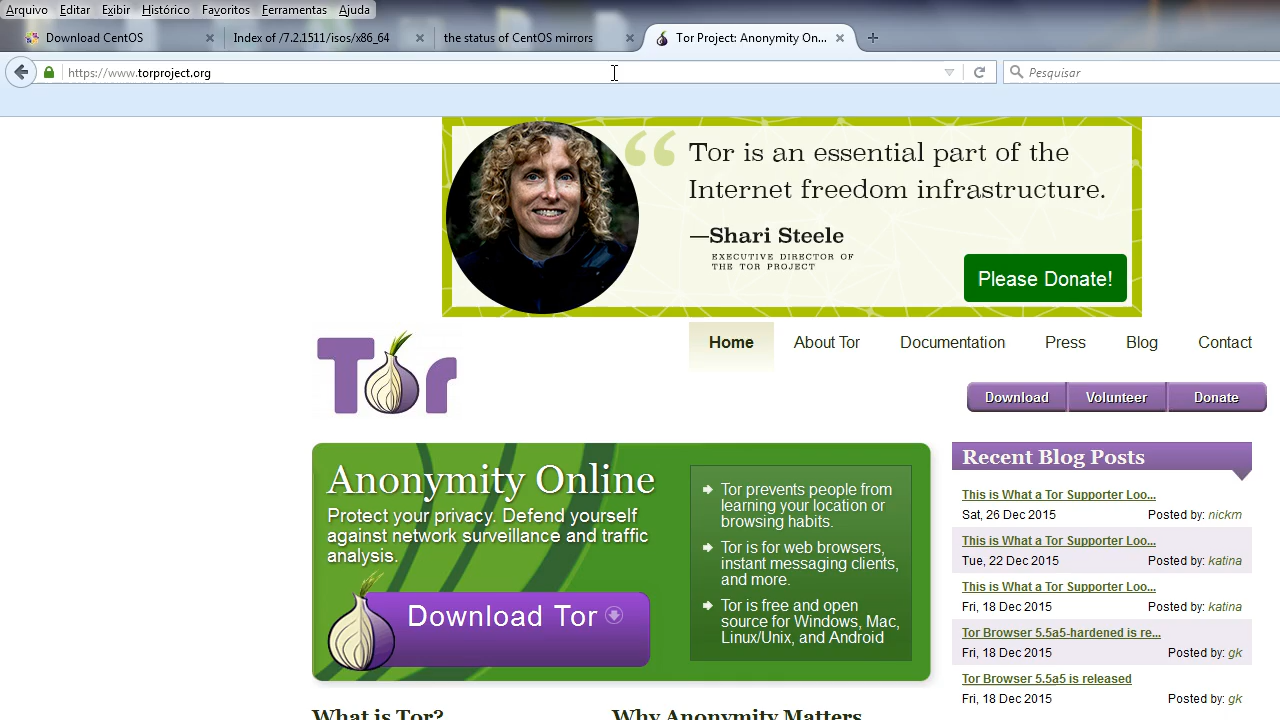 Arquivo Editar Exibir Histórico Favoritos Ferramentas Ajuda
Download CentOS
Index of /7.2.1511/isos/x86_64
the status of CentOS mirrors
Tor Project: Anonymity On...
https://www.torproject.org
Pesquisar
“
Tor is an essential part of the
Internet freedom infrastructure.
—Shari Steele
EXECUTIVE DIRECTOR OF
THE TOR PROJECT
Please Donate!
Tor
Home About Tor Documentation Press Blog Contact
Download Volunteer Donate
Anonymity Online
Protect your privacy. Defend yourself
against network surveillance and traffic
analysis.
Download Tor
Tor prevents people from
learning your location or
browsing habits.
Tor is for web browsers,
instant messaging clients,
and more.
Tor is free and open
source for Windows, Mac,
Linux/Unix, and Android
Recent Blog Posts
This is What a Tor Supporter Loo...
Sat, 26 Dec 2015 Posted by: nickm
This is What a Tor Supporter Loo...
Tue, 22 Dec 2015 Posted by: katina
This is What a Tor Supporter Loo...
Fri, 18 Dec 2015 Posted by: katina
Tor Browser 5.5a5-hardened is re...
Fri, 18 Dec 2015 Posted by: gk
Tor Browser 5.5a5 is released
Fri, 18 Dec 2015 Posted by: gk
What is Tor?
Why Anonymity Matters